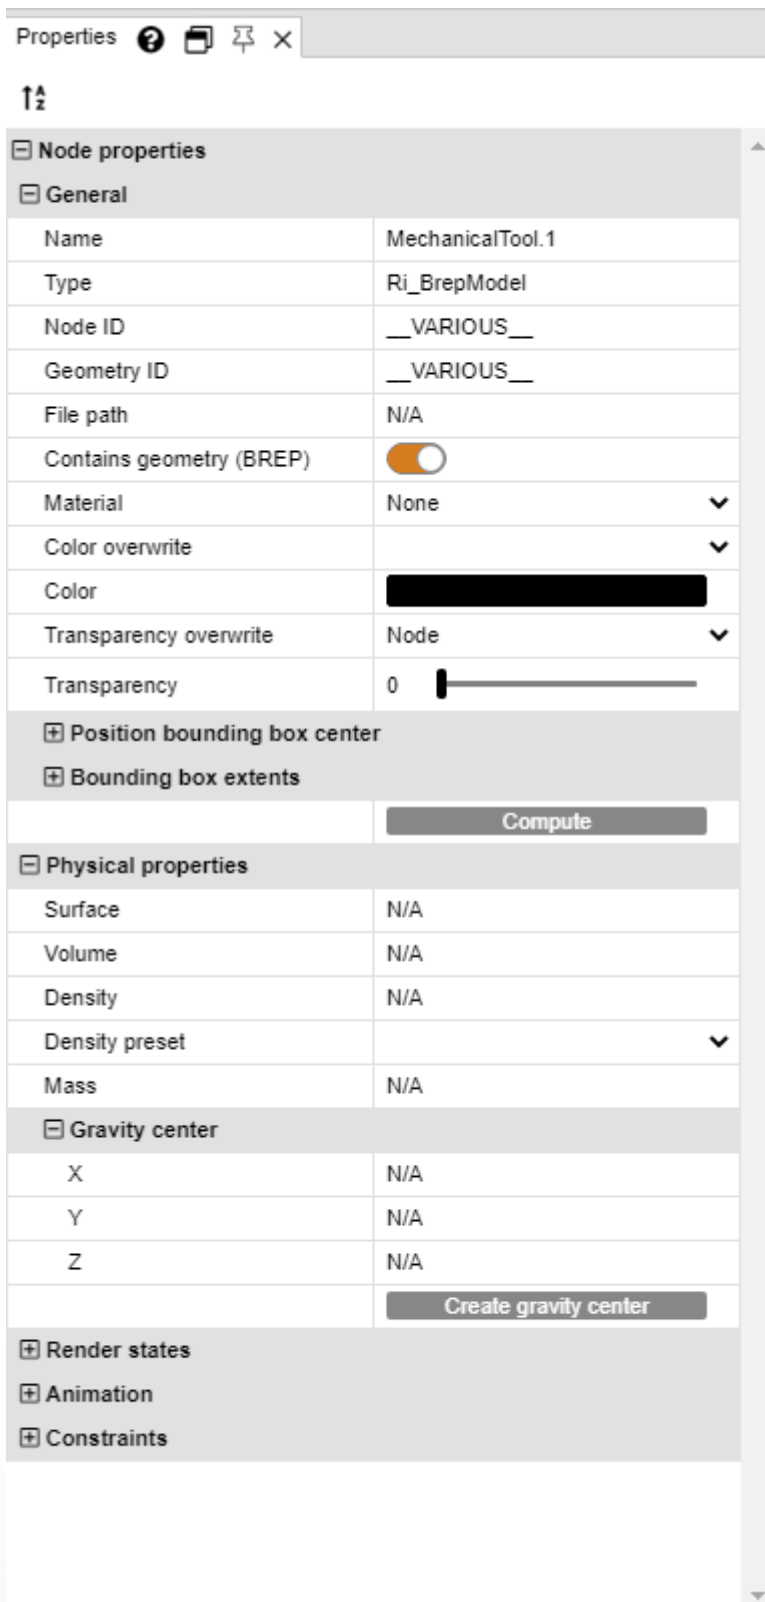 Properties
Node properties
General
Name MechanicalTool.1
Type Ri_BrepModel
Node ID __VARIOUS__
Geometry ID __VARIOUS__
File path N/A
Contains geometry (BREP)
Material None
Color overwrite
Color
Transparency overwrite Node
Transparency 0
Position bounding box center
Bounding box extents
Compute
Physical properties
Surface N/A
Volume N/A
Density N/A
Density preset
Mass N/A
Gravity center
X N/A
Y N/A
Z N/A
Create gravity center
Render states
Animation
Constraints